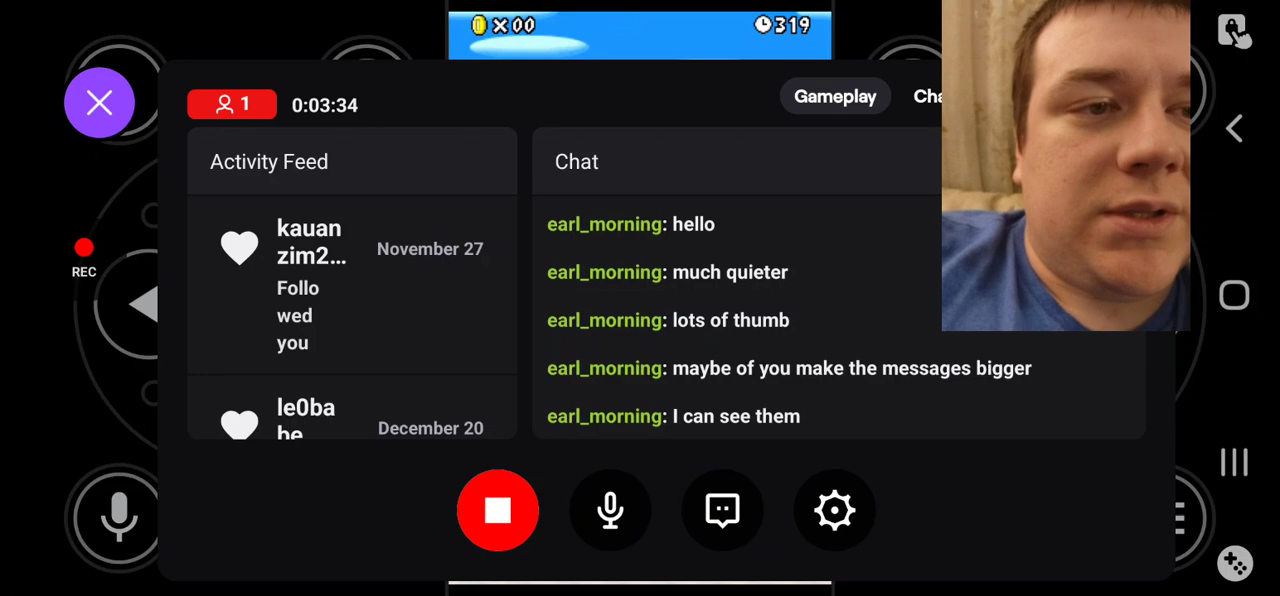 ×00
319
1
0:03:34
Gameplay
Cha
Activity Feed
Chat
kauan
zim2...
November 27
Follo
wed
you
le0ba
be
December 20
earl_morning: hello
earl_morning: much quieter
earl_morning: lots of thumb
earl_morning: maybe of you make the messages bigger
earl_morning: I can see them
REC